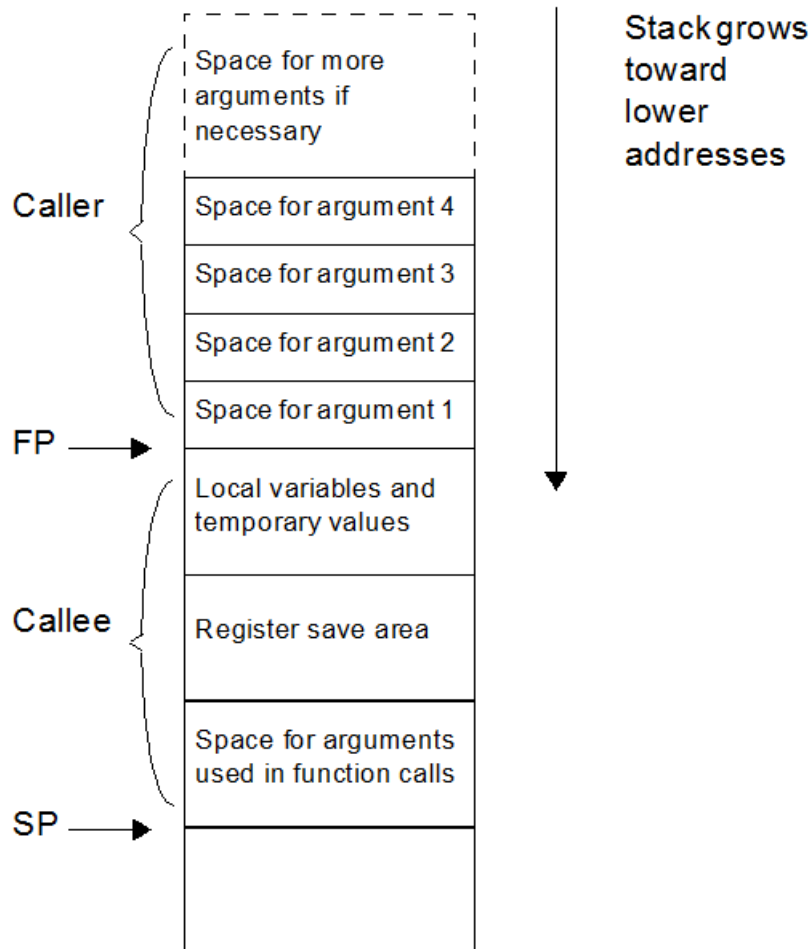 Stack grows
toward
lower
addresses
Space for more
arguments if
necessary
Caller
Space for argument 4
Space for argument 3
Space for argument 2
Space for argument 1
FP
Local variables and
temporary values
Callee
Register save area
Space for arguments
used in function calls
SP